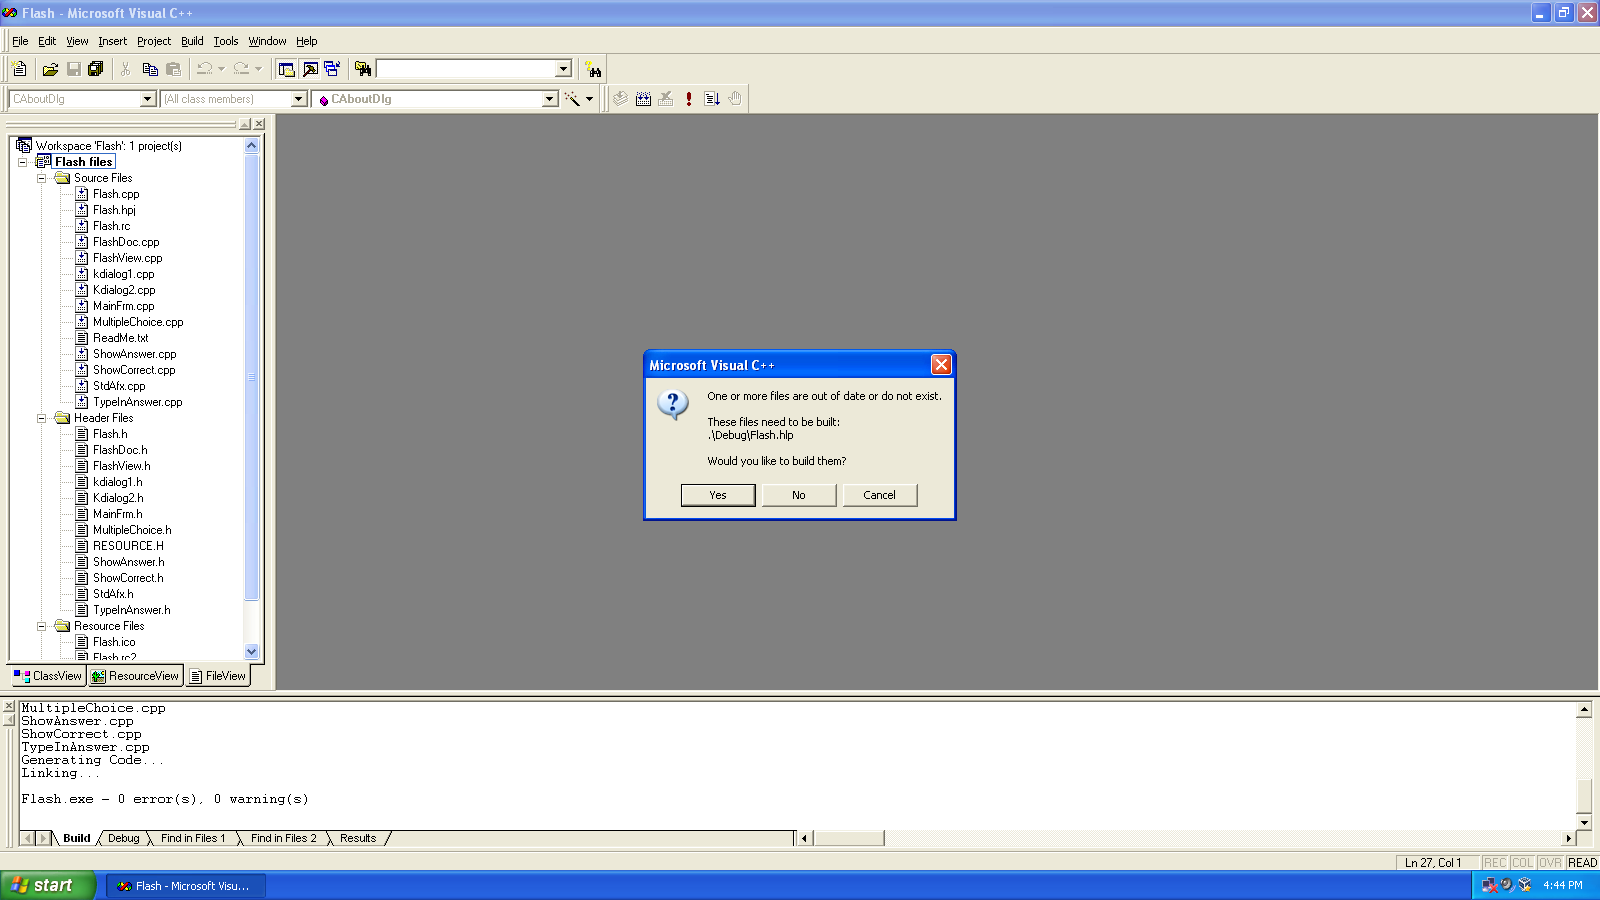 Flash - Microsoft Visual C++
File Edit View Insert Project Build Tools Window Help
CAboutDlg (All class members) CAboutDlg
Workspace 'Flash': 1 project(s)
Flash files
Source Files
Flash.cpp
Flash.hpj
Flash.rc
FlashDoc.cpp
FlashView.cpp
kdialog1.cpp
Kdialog2.cpp
MainFrm.cpp
MultipleChoice.cpp
ReadMe.txt
ShowAnswer.cpp
ShowCorrect.cpp
StdAfx.cpp
TypeInAnswer.cpp
Header Files
Flash.h
FlashDoc.h
FlashView.h
kdialog1.h
Kdialog2.h
MainFrm.h
MultipleChoice.h
RESOURCE.H
ShowAnswer.h
ShowCorrect.h
StdAfx.h
TypeInAnswer.h
Resource Files
Flash.ico
Flash.rc2
ClassView ResourceView FileView
Microsoft Visual C++
One or more files are out of date or do not exist.
These files need to be built:
.\Debug\Flash.hlp
Would you like to build them?
Yes No Cancel
MultipleChoice.cpp
ShowAnswer.cpp
ShowCorrect.cpp
TypeInAnswer.cpp
Generating Code...
Linking...
Flash.exe - 0 error(s), 0 warning(s)
Build Debug Find in Files 1 Find in Files 2 Results
Ln 27, Col 1 REC COL OVR READ
start Flash - Microsoft Visu... 4:44 PM